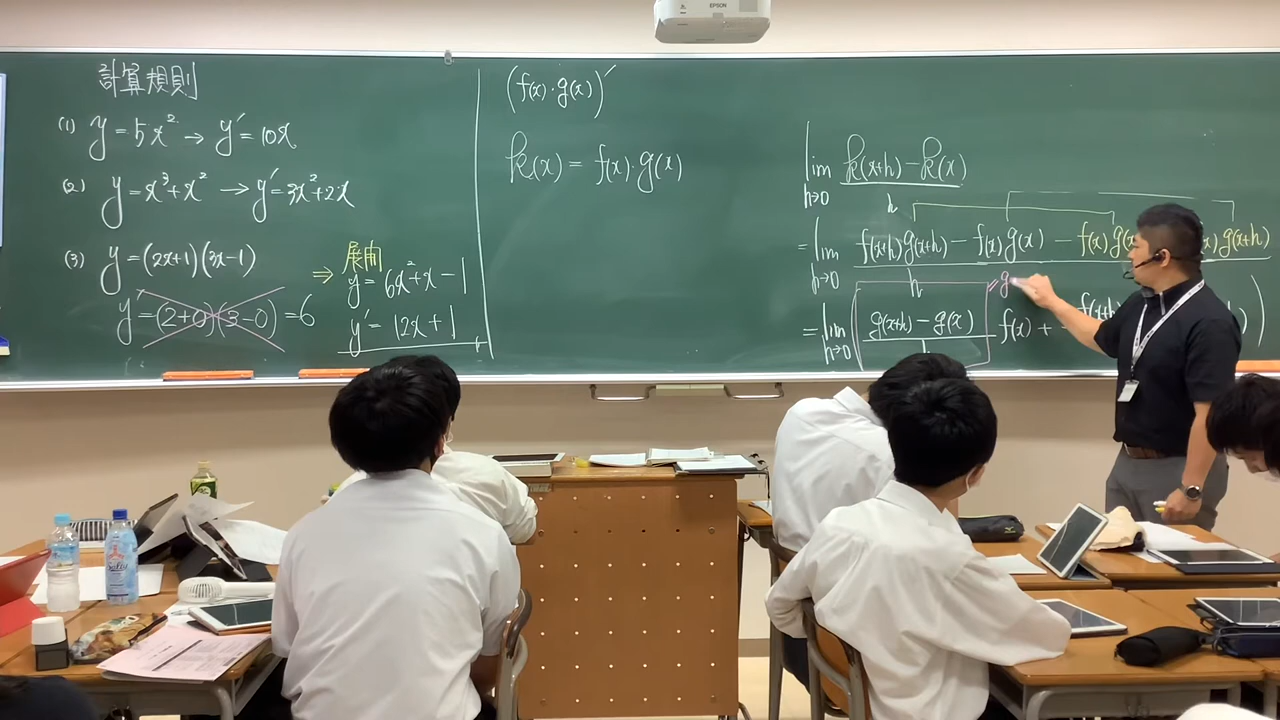 計算規則
(1) y=5x² → y′=10x
(2) y=x³+x² → y′=3x²+2x
(3) y=(2x+1)(3x-1)
y′=(2+0)(3-0)=6
⇒ 展開
y=6x²+x-1
y′=12x+1
(f(x)・g(x))′
k(x)=f(x)・g(x)
lim h→0 k(x+h)-k(x)
h
=lim h→0 f(x+h)g(x+h)-f(x)g(x)-f(x)g(x g(x+h)
h
g
=lim h→0 g(x+h)-g(x) f(x)+
h
EPSON